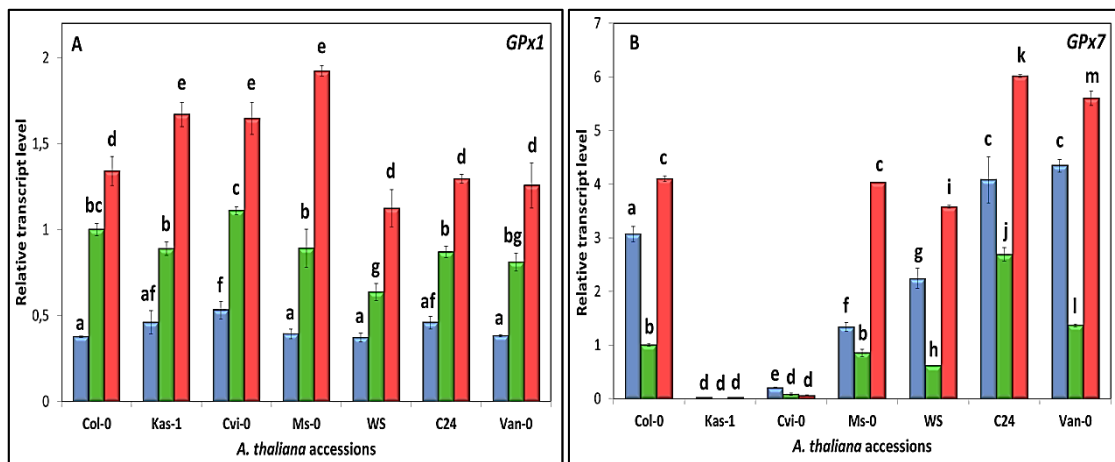 A
GPx1
Relative transcript level
2
1,5
1
0,5
0
a bc d
af b e
f c e
a b e
a g d
af b d
a bg d
Col-0 Kas-1 Cvi-0 Ms-0 WS C24 Van-0
A. thaliana accessions
B
GPx7
Relative transcript level
7
6
5
4
3
2
1
0
a b c
d d d
e d d
f b c
g h i
c j k
c l m
Col-0 Kas-1 Cvi-0 Ms-0 WS C24 Van-0
A. thaliana accessions